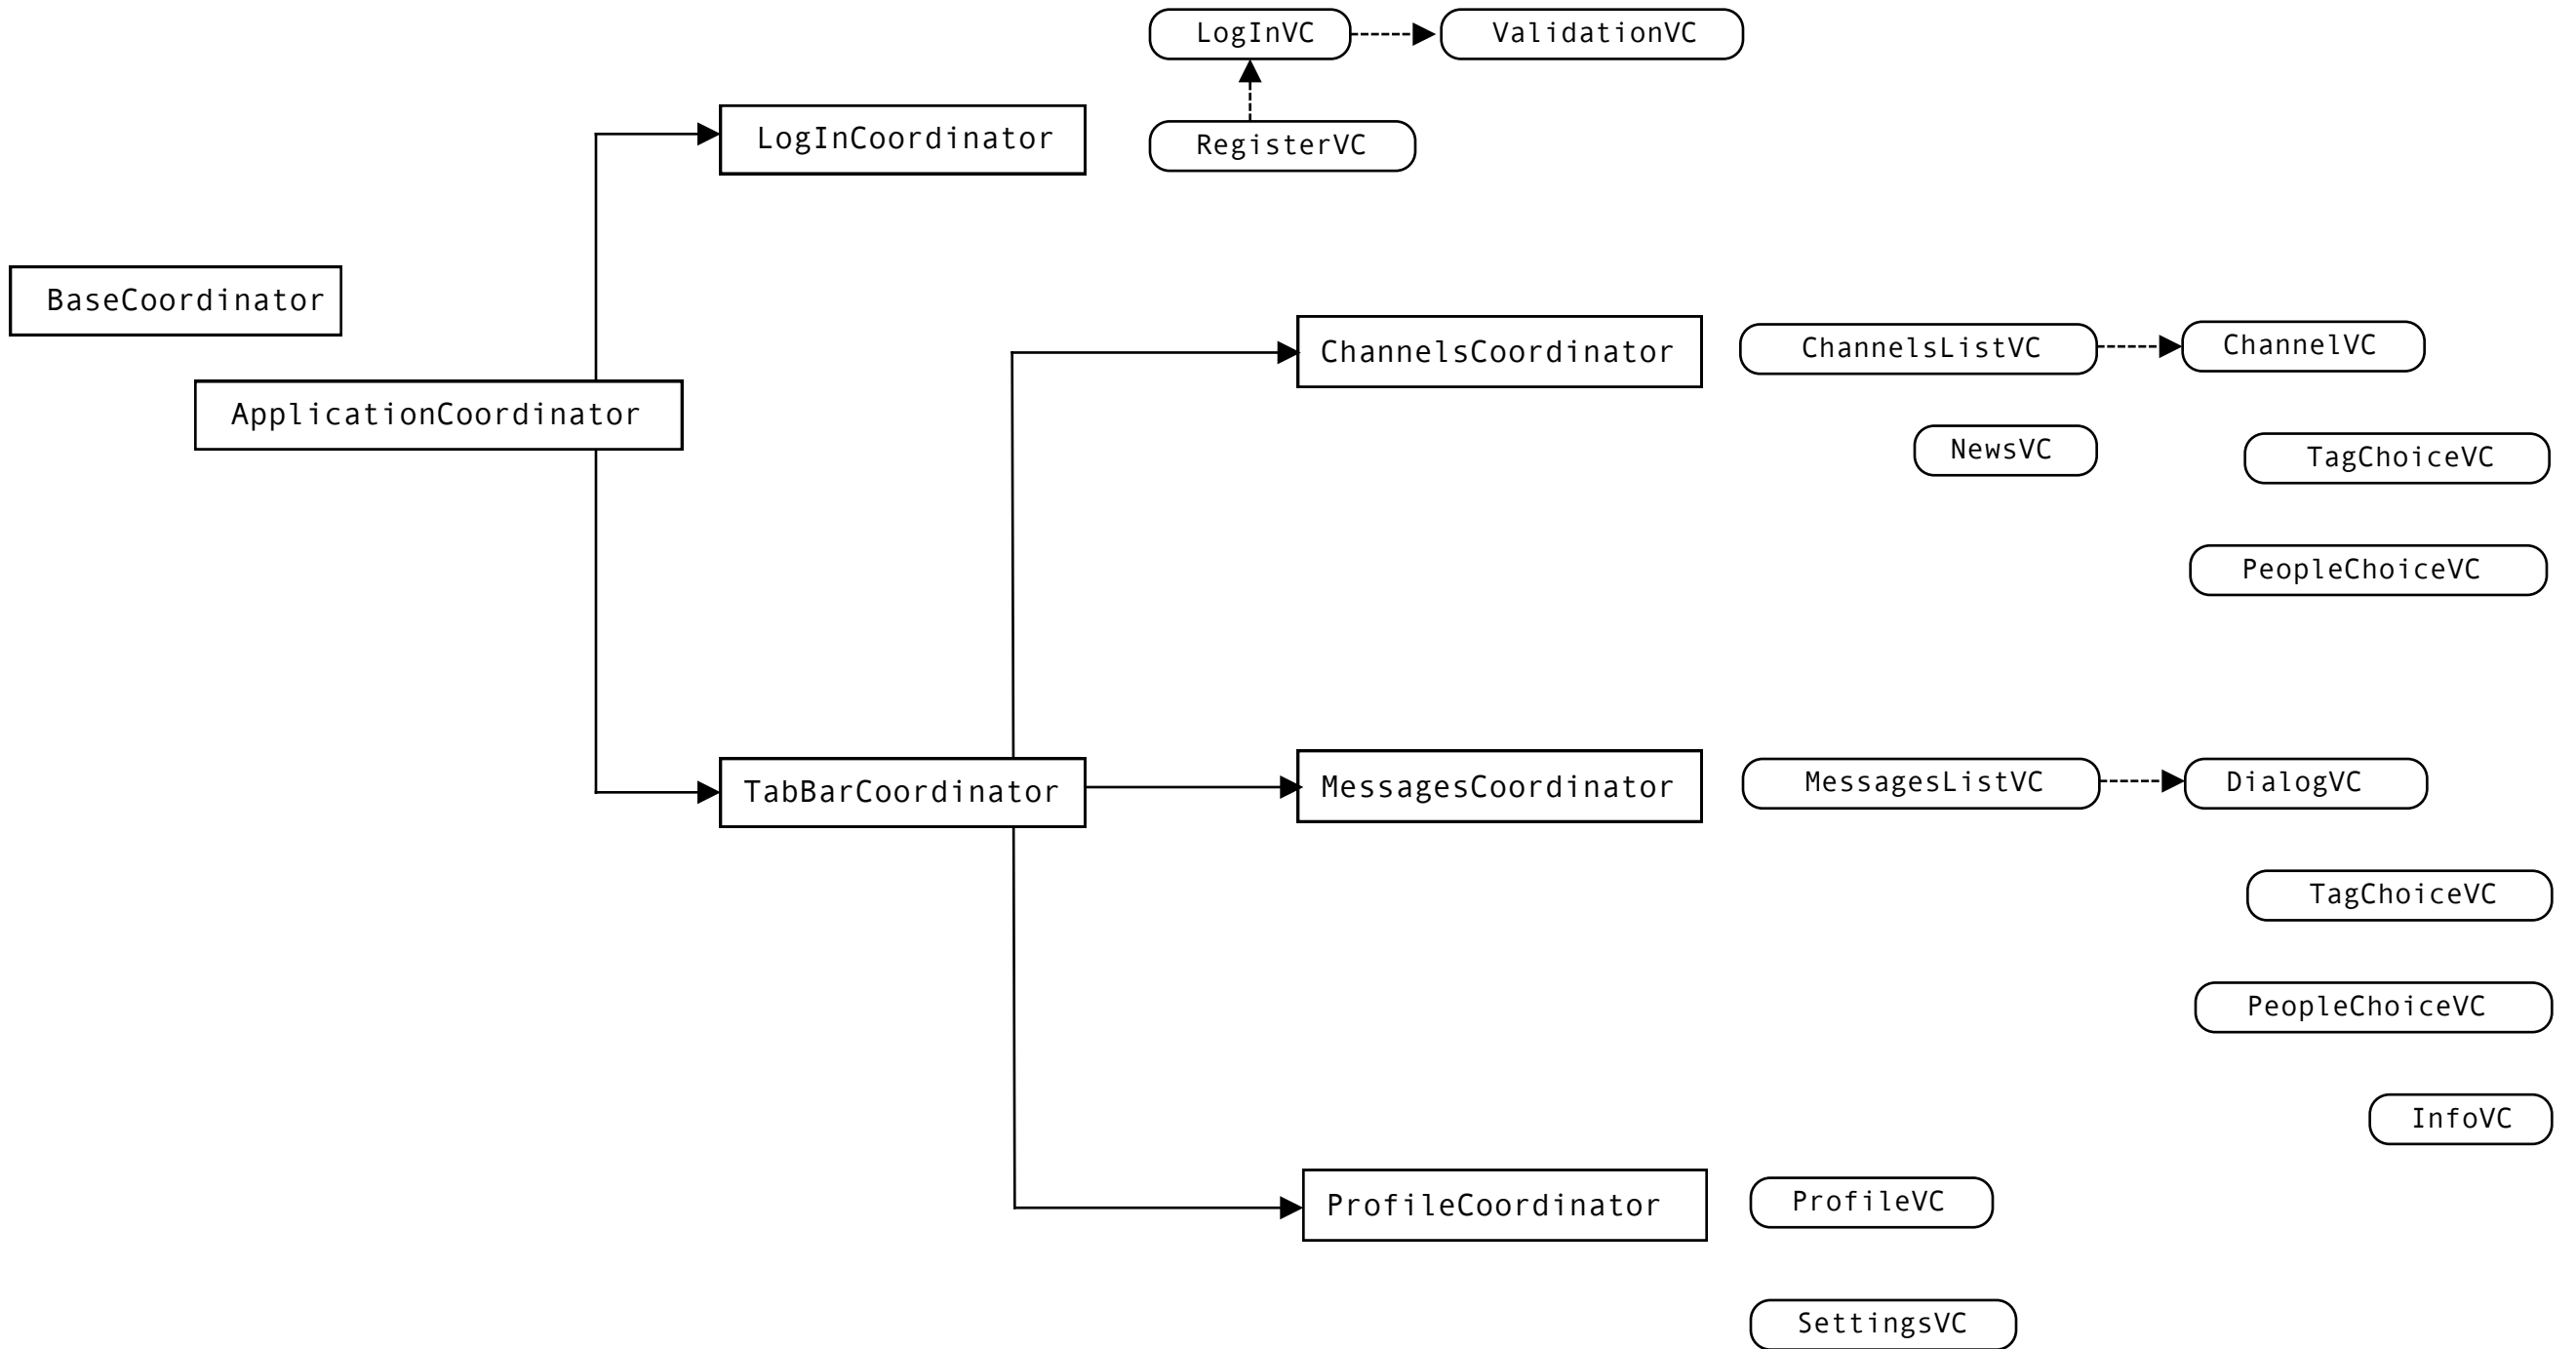 LogInVC
ValidationVC
LogInCoordinator
RegisterVC
BaseCoordinator
ApplicationCoordinator
ChannelsCoordinator
ChannelsListVC
ChannelVC
NewsVC
TagChoiceVC
PeopleChoiceVC
TabBarCoordinator
MessagesCoordinator
MessagesListVC
DialogVC
TagChoiceVC
PeopleChoiceVC
InfoVC
ProfileCoordinator
ProfileVC
SettingsVC